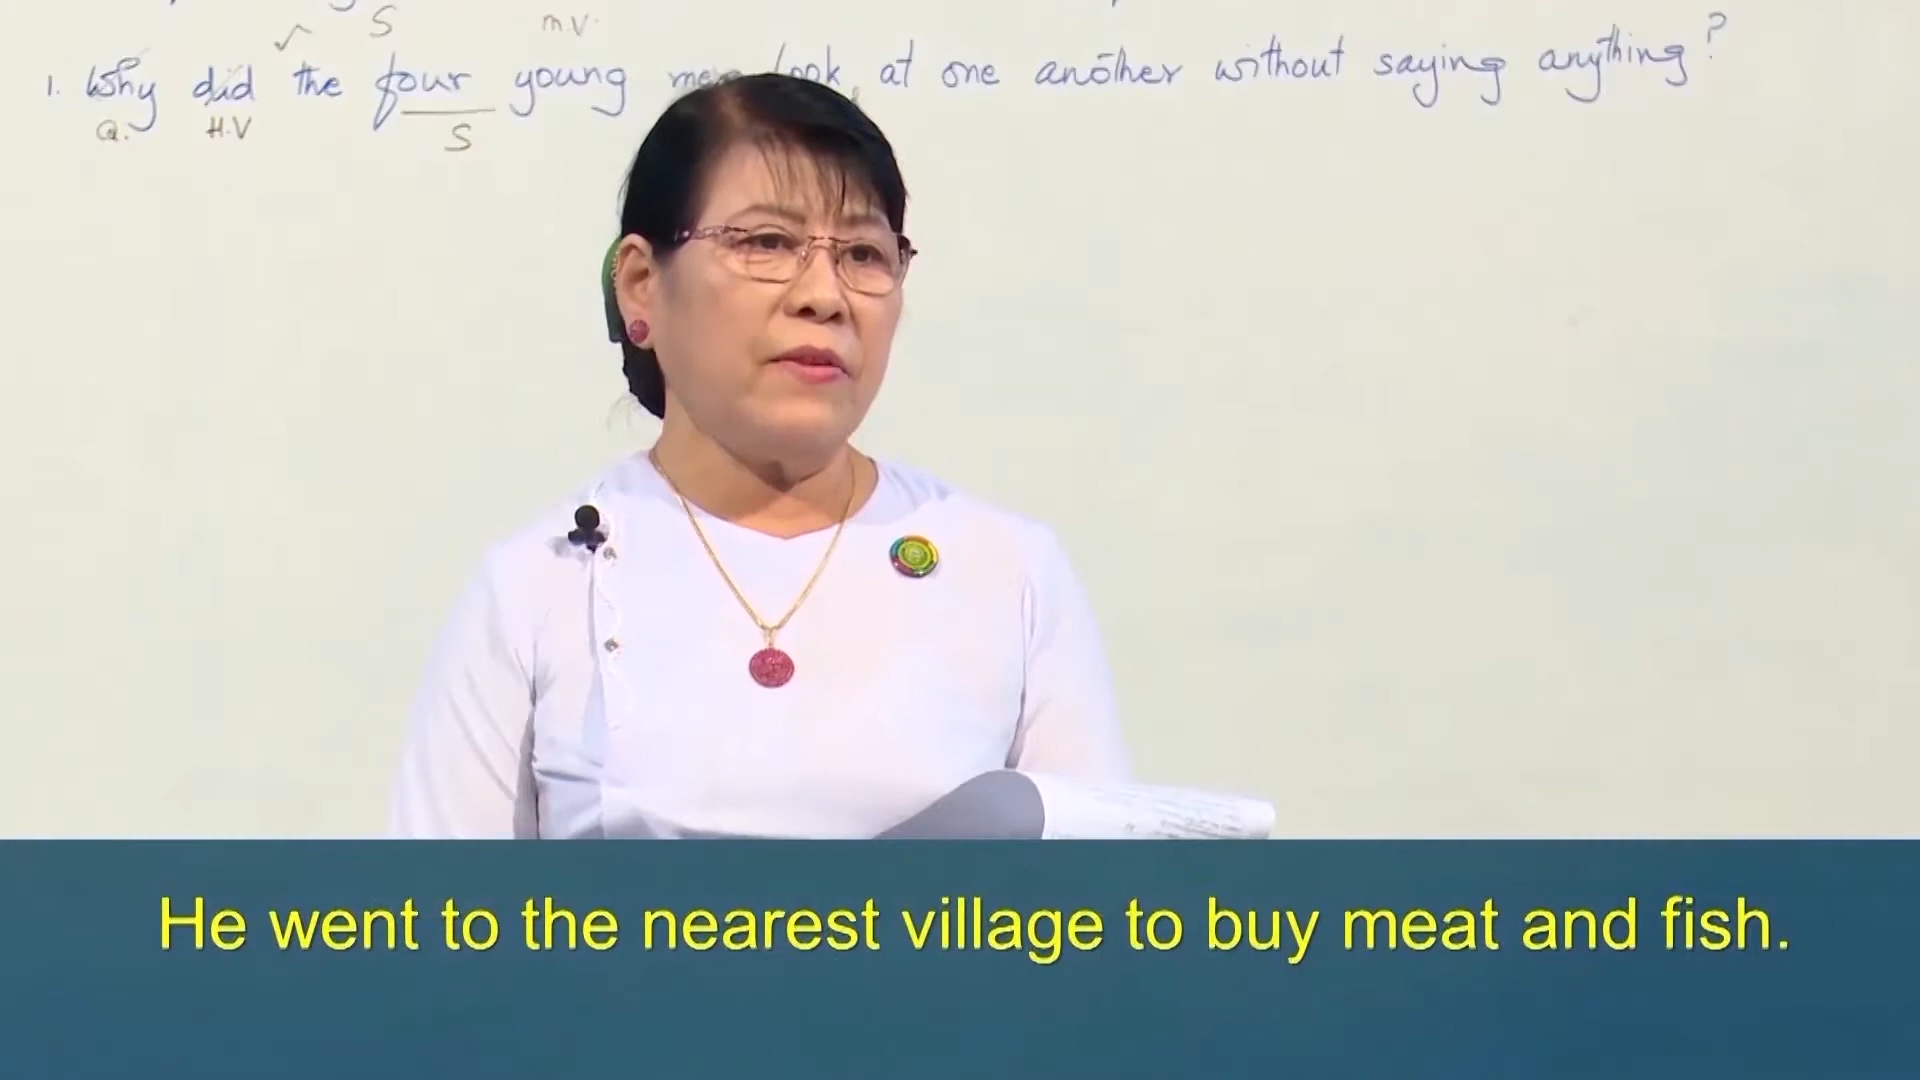 S m.v.
1. Why did the four young men look at one another without saying anything?
Q. H.V S
He went to the nearest village to buy meat and fish.